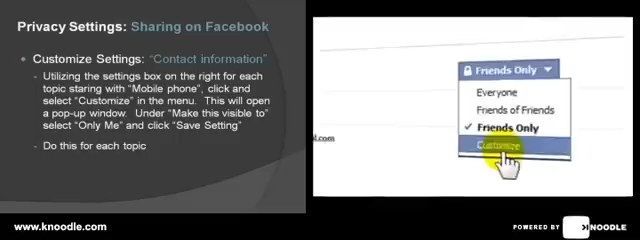 Privacy Settings: Sharing on Facebook
Customize Settings: "Contact information"
Utilizing the settings box on the right for each
topic staring with "Mobile phone", click and
select "Customize" in the menu. This will open
a pop-up window. Under "Make this visible to"
select "Only Me" and click "Save Setting"
Do this for each topic
Friends Only
Everyone
Friends of Friends
Friends Only
Customize
ol.com
www.knoodle.com
POWERED BY KNOODLE